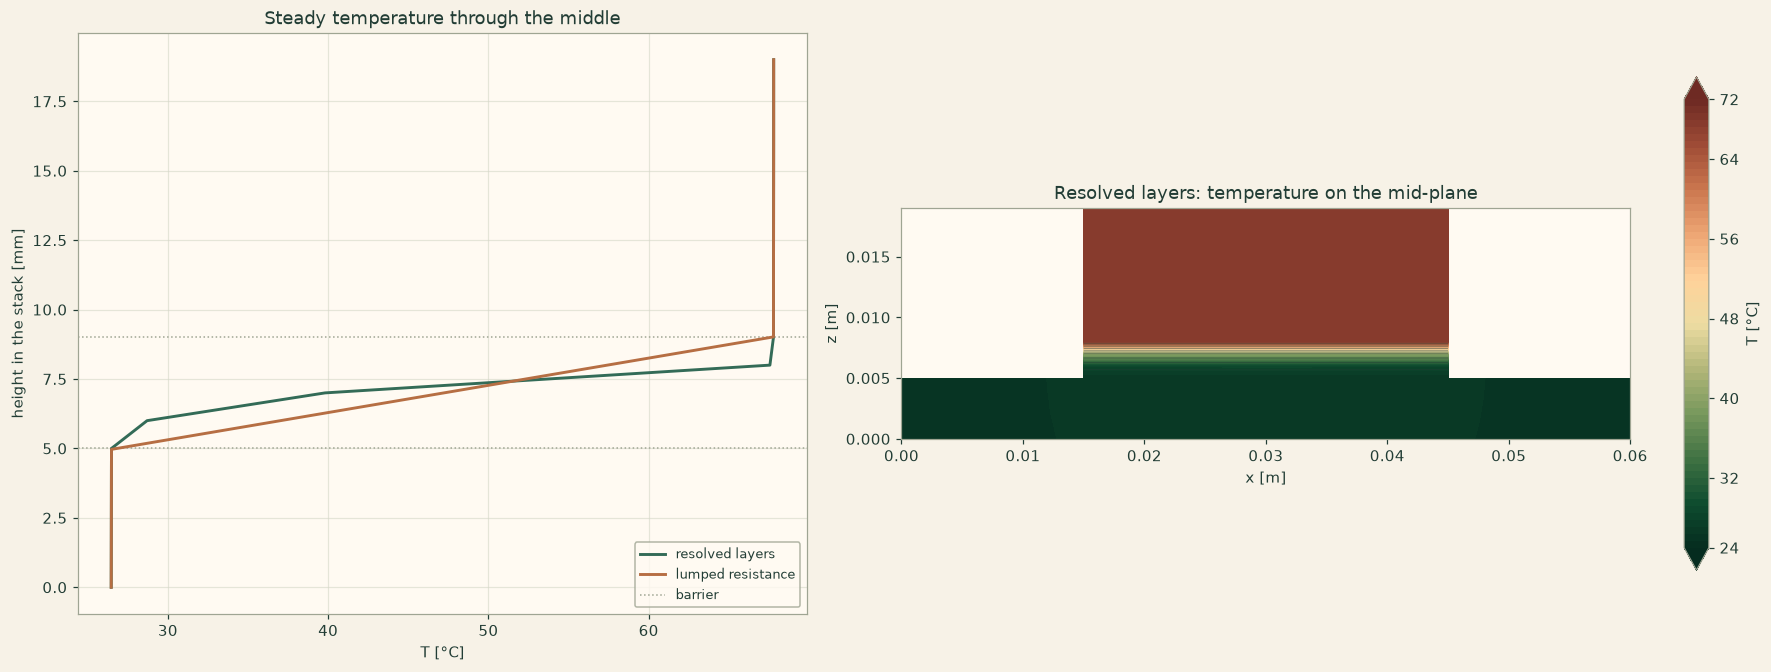 Steady temperature through the middle
height in the stack [mm]
17.5
15.0
12.5
10.0
7.5
5.0
2.5
0.0
30 40 50 60
T [°C]
resolved layers
lumped resistance
barrier
Resolved layers: temperature on the mid-plane
z [m]
0.015
0.010
0.005
0.000
0.00 0.01 0.02 0.03 0.04 0.05 0.06
x [m]
72
64
56
48
40
32
24
T [°C]